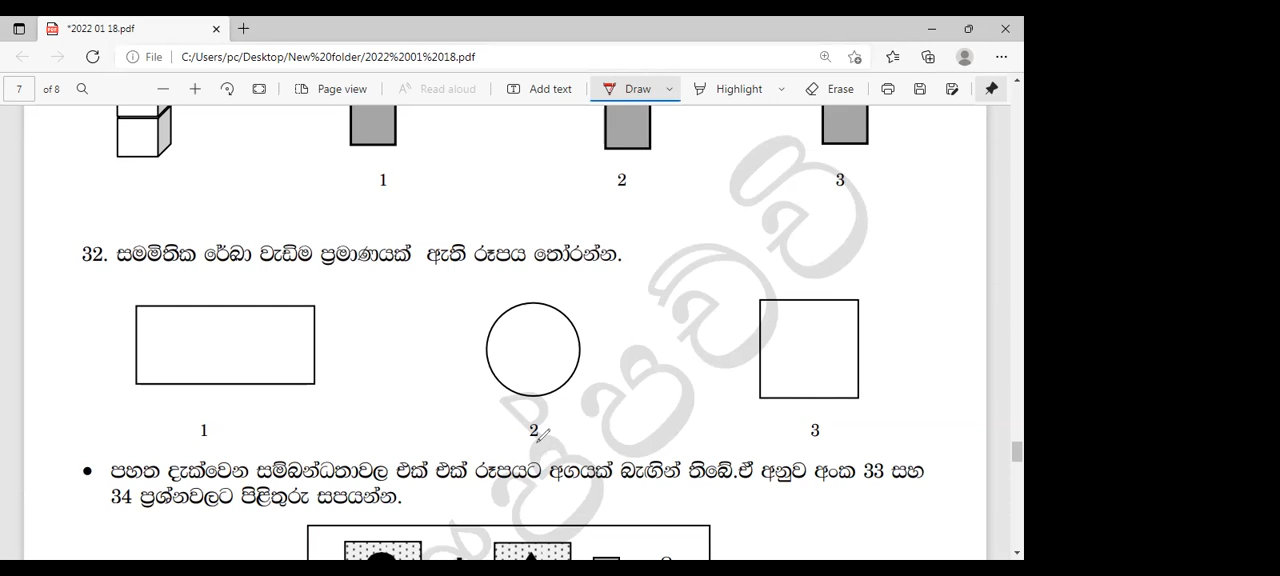 *2022 01 18.pdf
File C:/Users/pc/Desktop/New%20folder/2022%2001%2018.pdf
7 of 8 Page view Read aloud Add text Draw Highlight Erase
1 2 3
32. සමමිතික රේඛා වැඩිම ප්‍රමාණයක් ඇති රූපය තෝරන්න.
1 2 3
• පහත දැක්වෙන සම්බන්ධතාවල එක් එක් රූපයට අගයක් බැඟින් තිබේ.ඒ අනුව අංක 33 සහ
34 ප්‍රශ්නවලට පිළිතුරු සපයන්න.